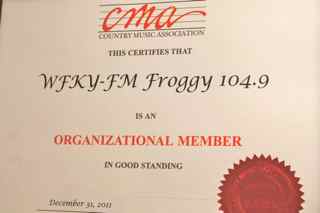 cma
COUNTRY MUSIC ASSOCIATION
THIS CERTIFIES THAT
WFKY-FM Froggy 104.9
IS AN
ORGANIZATIONAL MEMBER
IN GOOD STANDING
December 31, 2011